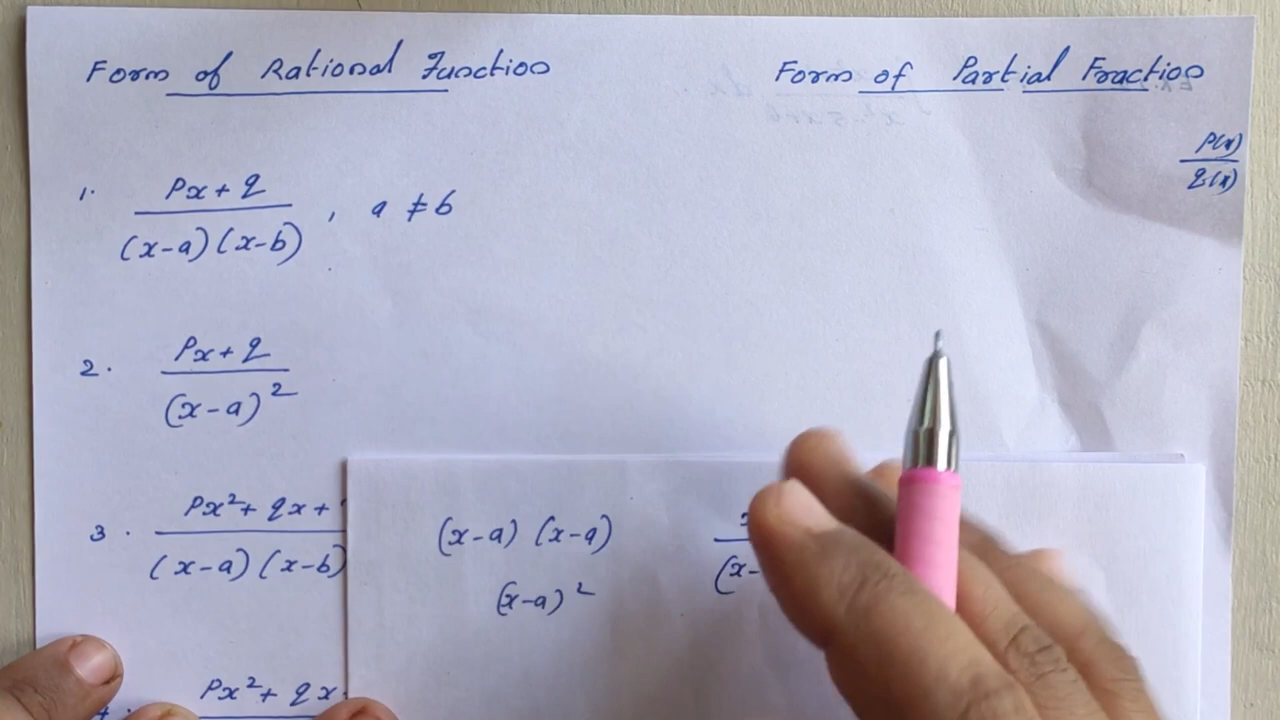 Form of Rational Function
Form of Partial Fraction
P(x)
q(x)
1. Px + q
(x-a) (x-b) , a ≠ b
2. Px + q
(x-a)²
3. Px² + qx +
(x-a) (x-b)
(x-a) (x-a)
(x-a)²
(x-
Px² + qx